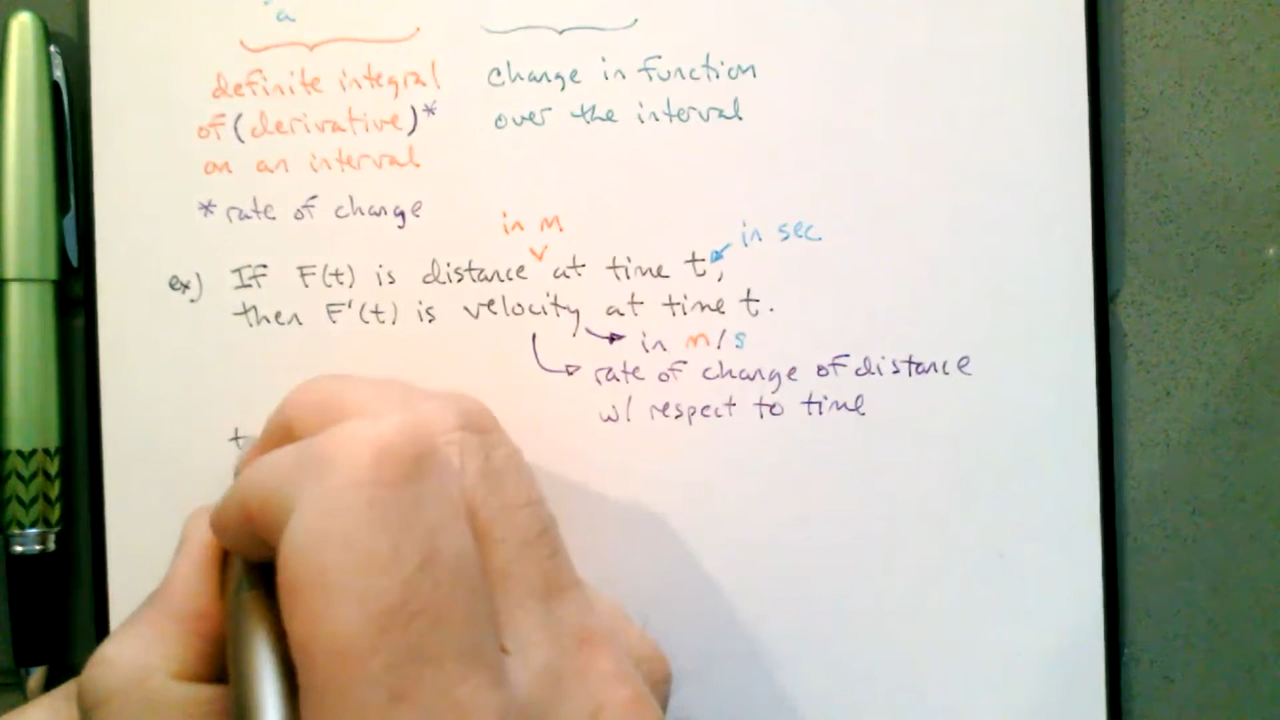 a
definite integral
of (derivative)*
on an interval
change in function
over the interval
* rate of change
in m
in sec
ex) If F(t) is distance at time t,
then F'(t) is velocity at time t.
in m/s
rate of change of distance
w/ respect to time
t